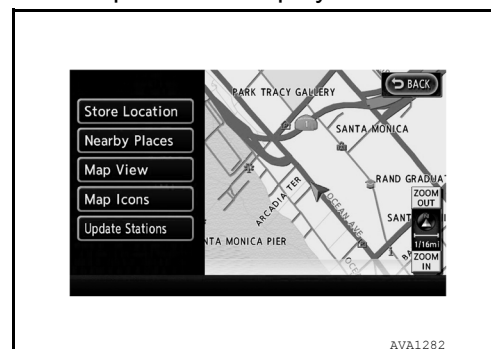 BACK
Store Location
Nearby Places
Map View
Map Icons
Update Stations
PARK TRACY GALLERY
1
SANTA MONICA
RAND GRADUA
ARCADIA TER
OCEAN AVE
SANT
NTA MONICA PIER
ZOOM
OUT
1/16mi
ZOOM
IN
AVA1282